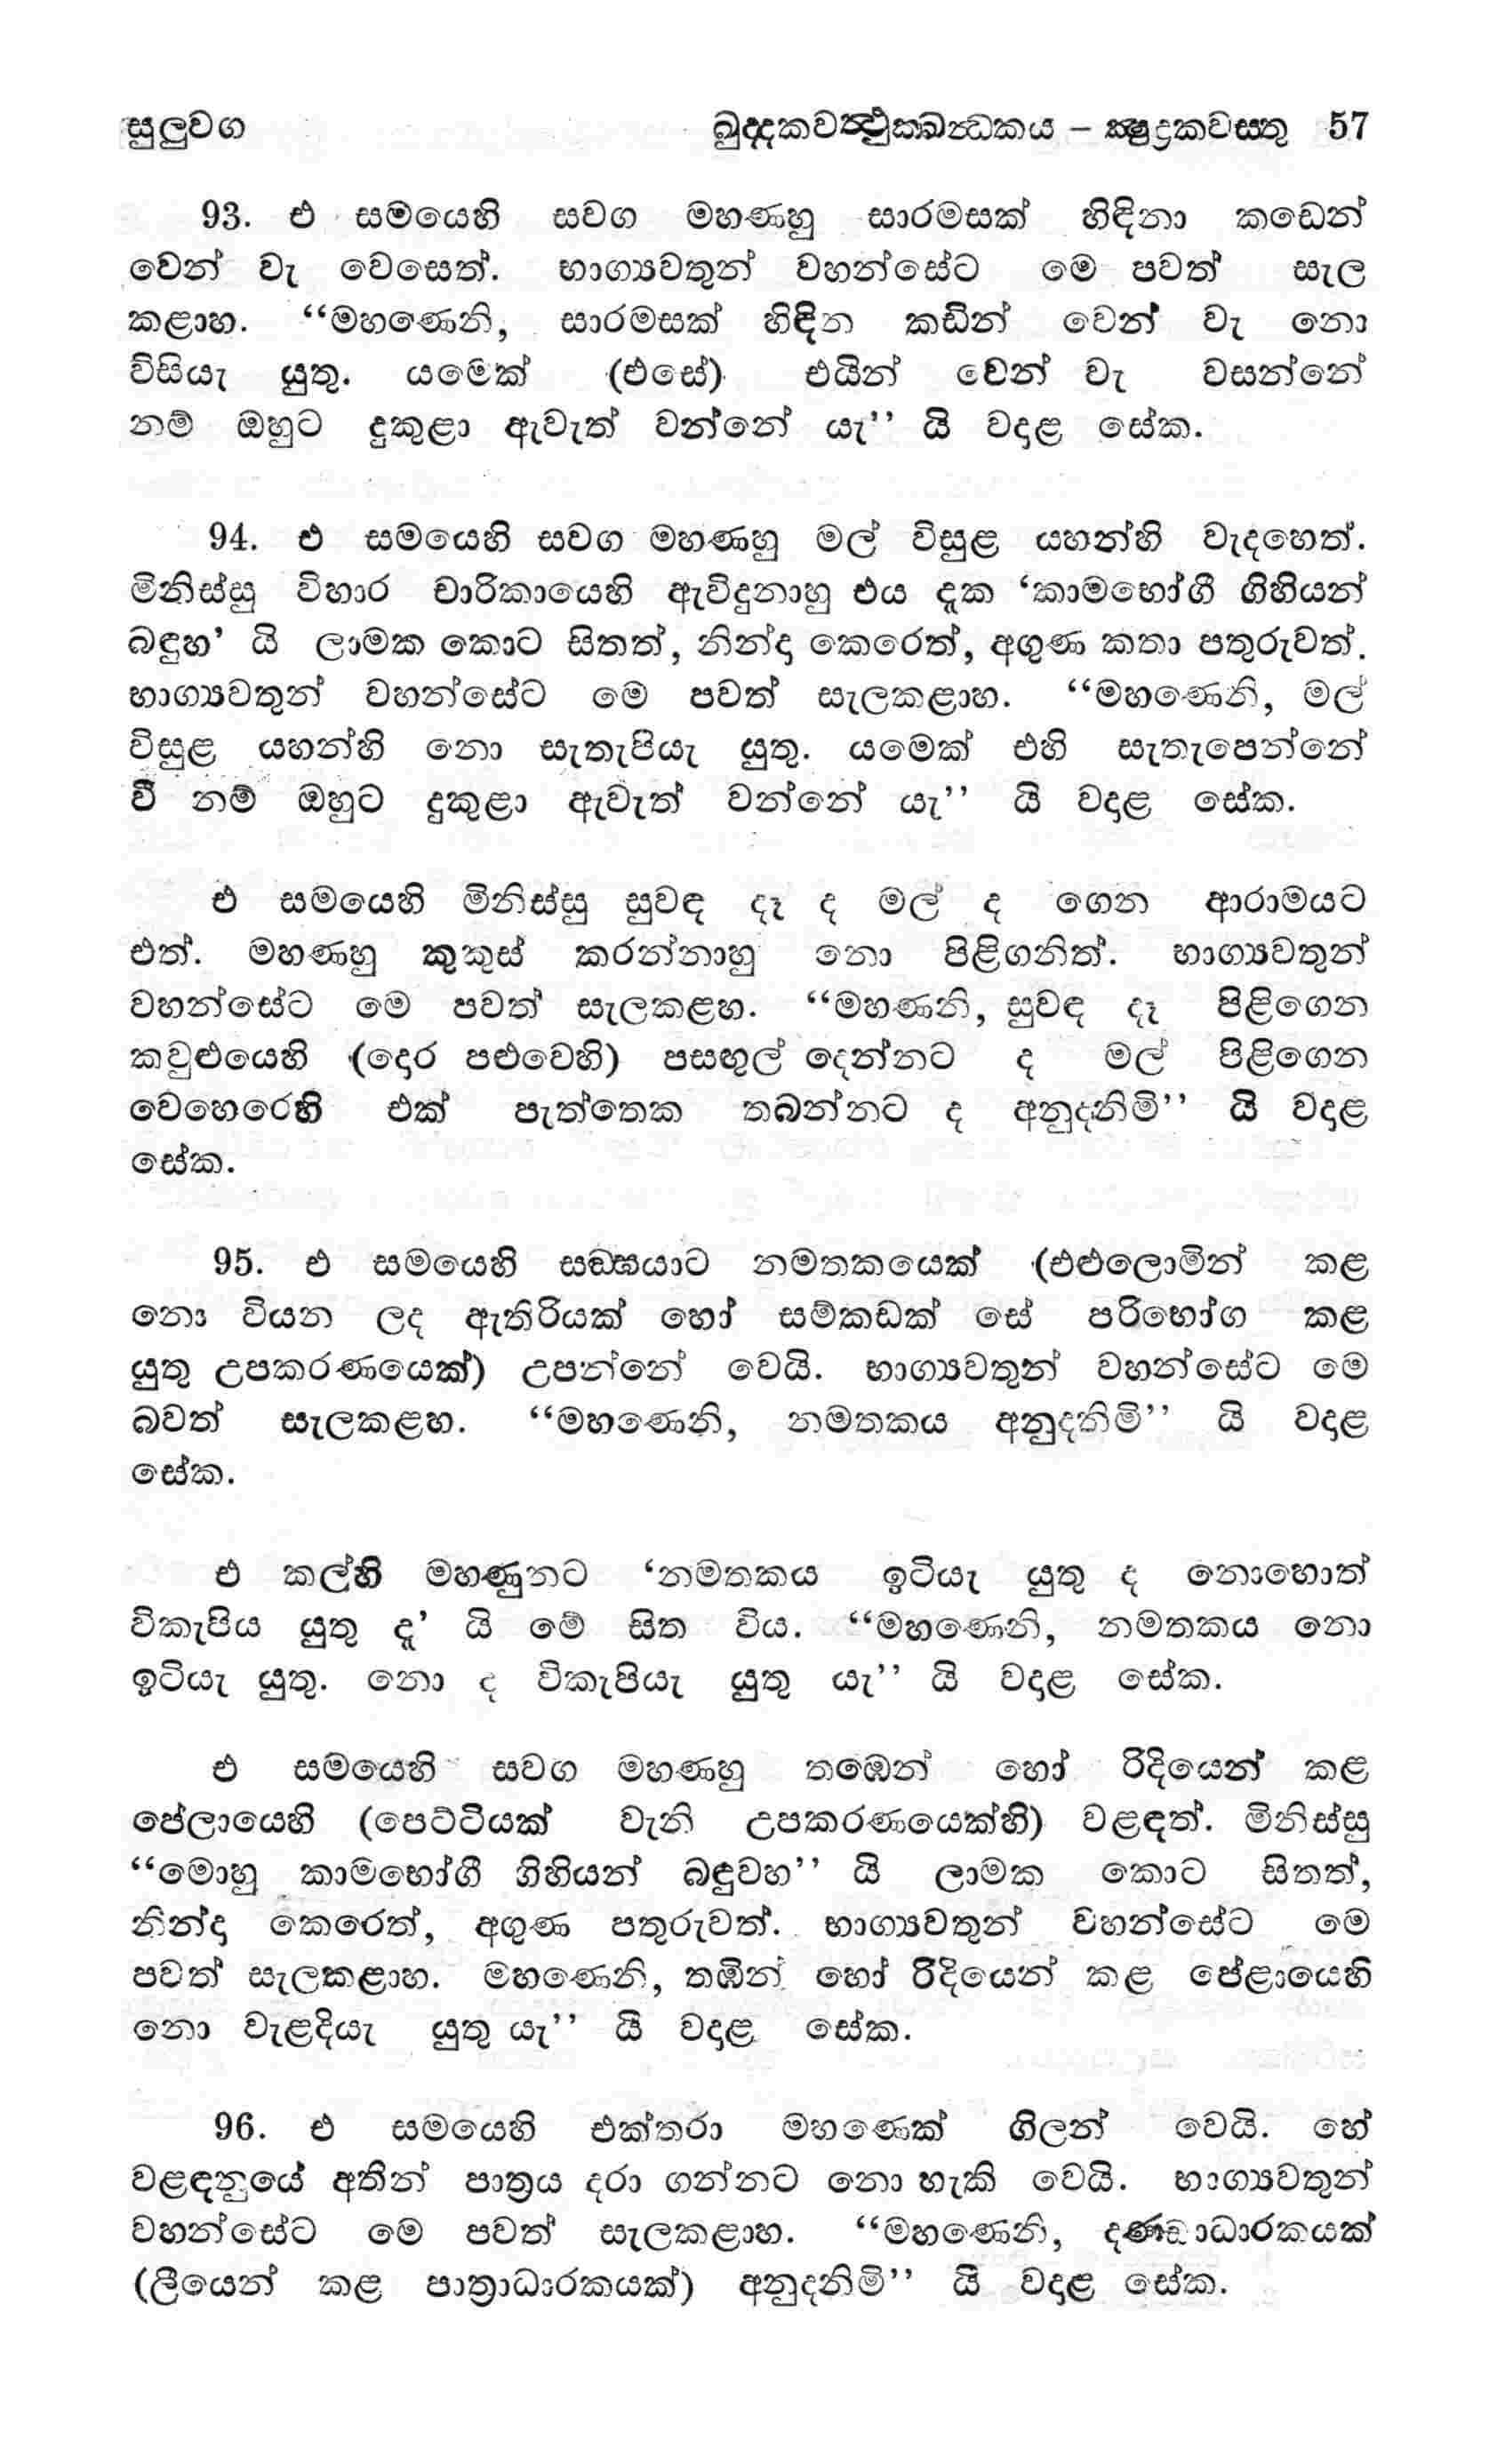 සුලුවග ඛුද්දකවත්ථුක්ඛන්ධකය – ක්ෂුද්‍රකවස්තු 57
93. එ සමයෙහි සවග මහණහු සාරමසක් හිඳිනා කඩෙන්
වෙන් වැ වෙසෙත්. භාග්‍යවතුන් වහන්සේට මෙ පවත් සැල
කළාහ. “මහණෙනි, සාරමසක් හිඳින කඩින් වෙන් වැ නො
විසියැ යුතු. යමෙක් (එසේ) එයින් වෙන් වැ වසන්නේ
නම් ඔහුට දුකුළා ඇවැත් වන්නේ යැ” යි වදාළ සේක.
94. එ සමයෙහි සවග මහණහු මල් විසුළ යහන්හි වැදහෙත්.
මිනිස්සු විහාර චාරිකායෙහි ඇවිදුනාහු එය දැක ‘කාමභෝගී ගිහියන්
බඳුහ’ යි ලාමක කොට සිතත්, නින්දා කෙරෙත්, අගුණ කතා පතුරුවත්.
භාග්‍යවතුන් වහන්සේට මෙ පවත් සැලකළාහ. “මහණෙනි, මල්
විසුළ යහන්හි නො සැතැපියැ යුතු. යමෙක් එහි සැතැපෙන්නේ
වී නම් ඔහුට දුකුළා ඇවැත් වන්නේ යැ” යි වදාළ සේක.
එ සමයෙහි මිනිස්සු සුවඳ දෑ ද මල් ද ගෙන ආරාමයට
එත්. මහණහු කුකුස් කරන්නාහු නො පිළිගනිත්. භාග්‍යවතුන්
වහන්සේට මෙ පවත් සැලකළහ. “මහණනි, සුවඳ දෑ පිළිගෙන
කවුළුයෙහි (දොර පළුවෙහි) පසඟුල් දෙන්නට ද මල් පිළිගෙන
වෙහෙරෙහි එක් පැත්තෙක තබන්නට ද අනුදනිමි” යි වදාළ
සේක.
95. එ සමයෙහි සඞ්ඝයාට නමතකයෙක් (එළුලොමින් කළ
නොා වියන ලද ඇතිරියක් හෝ සම්කඩක් සේ පරිභෝග කළ
යුතු උපකරණයෙක්) උපන්නේ වෙයි. භාග්‍යවතුන් වහන්සේට මෙ
බවත් සැලකළහ. “මහණෙනි, නමතකය අනුදනිමි” යි වදාළ
සේක.
එ කල්හි මහණුනට ‘නමතකය ඉටියැ යුතු ද නොහොත්
විකැපිය යුතු දැ’ යි මේ සිත විය. “මහණෙනි, නමතකය නො
ඉටියැ යුතු. නො ද විකැපියැ යුතු යැ” යි වදාළ සේක.
එ සමයෙහි සවග මහණහු තඹෙන් හෝ රිදියෙන් කළ
පේලායෙහි (පෙට්ටියක් වැනි උපකරණයෙක්හි) වළඳත්. මිනිස්සු
“මොහු කාමභෝගී ගිහියන් බඳුවහ” යි ලාමක කොට සිතත්,
නින්දා කෙරෙත්, අගුණ පතුරුවත්. භාග්‍යවතුන් වහන්සේට මෙ
පවත් සැලකළාහ. මහණෙනි, තඹින් හෝ රිදියෙන් කළ පේළායෙහි
නො වැළදියැ යුතු යැ” යි වදාළ සේක.
96. එ සමයෙහි එක්තරා මහණෙක් ගිලන් වෙයි. හේ
වළඳනුයේ අතින් පාත්‍රය දරා ගන්නට නො හැකි වෙයි. භාග්‍යවතුන්
වහන්සේට මෙ පවත් සැලකළාහ. “මහණෙනි, දණ්ඩාධාරකයක්
(ලීයෙන් කළ පාත්‍රාධාරකයක්) අනුදනිමි” යි වදාළ සේක.